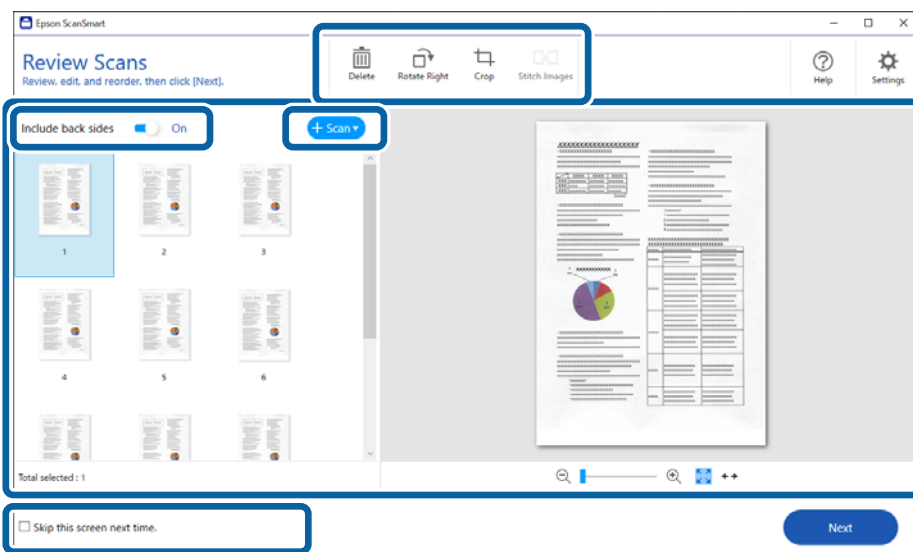 Epson ScanSmart
Review Scans
Review, edit, and reorder, then click [Next].
Delete
Rotate Right
Crop
Stitch Images
Help
Settings
Include back sides
On
+ Scan
1
2
3
4
5
6
Total selected : 1
Skip this screen next time.
Next